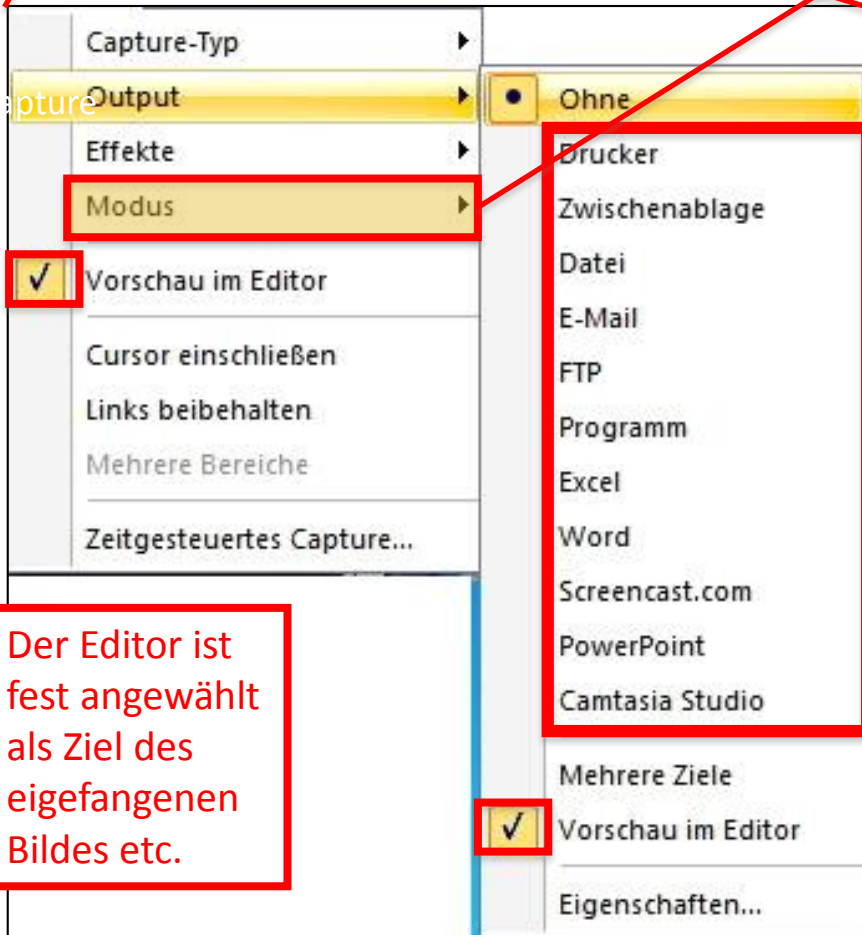 Capture-Typ
Output
pture
Effekte
Modus
Vorschau im Editor
Cursor einschließen
Links beibehalten
Mehrere Bereiche
Zeitgesteuertes Capture...
Ohne
Drucker
Zwischenablage
Datei
E-Mail
FTP
Programm
Excel
Word
Screencast.com
PowerPoint
Camtasia Studio
Mehrere Ziele
Vorschau im Editor
Eigenschaften...
Der Editor ist
fest angewählt
als Ziel des
eigefangenen
Bildes etc.